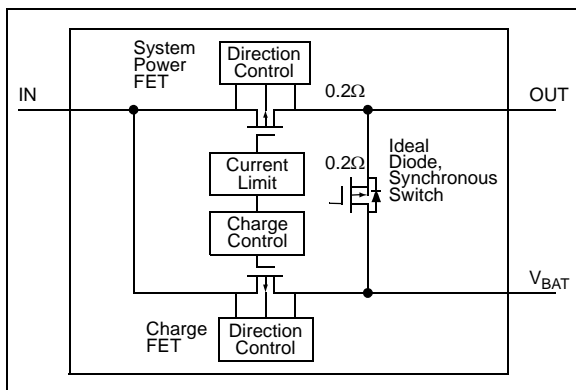 System
Power
FET
Direction
Control
0.2Ω
IN
OUT
Current
Limit
0.2Ω
Ideal
Diode,
Synchronous
Switch
Charge
Control
VBAT
Charge
FET
Direction
Control